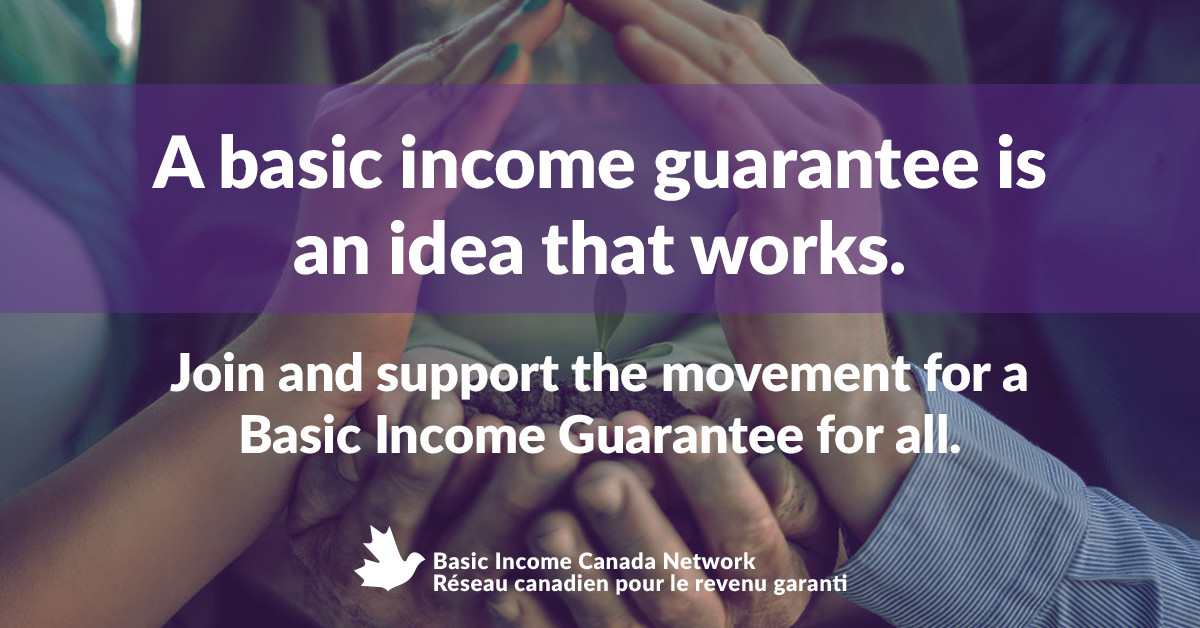 A basic income guarantee is
an idea that works.
Join and support the movement for a
Basic Income Guarantee for all.
Basic Income Canada Network
Réseau canadien pour le revenu garanti